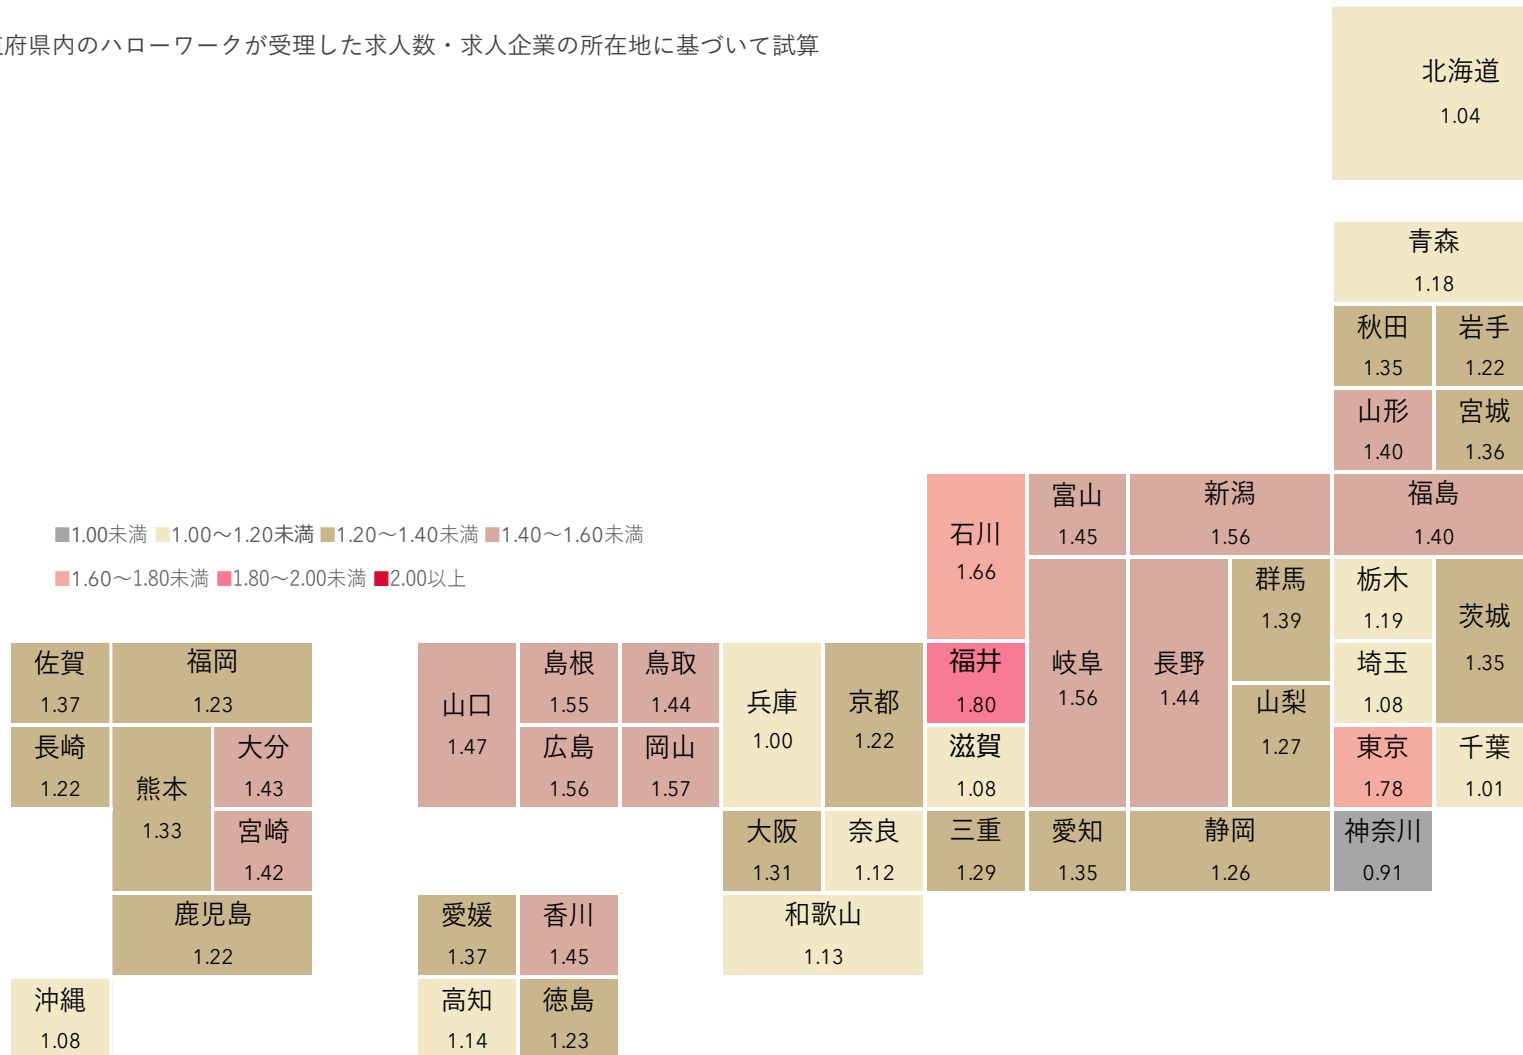 府県内のハローワークが受理した求人数・求人企業の所在地に基づいて試算
北海道
1.04
青森
1.18
秋田 岩手
1.35 1.22
山形 宮城
1.40 1.36
石川 富山 新潟 福島
1.66 1.45 1.56 1.40
■1.00未満 ■1.00～1.20未満 ■1.20～1.40未満 ■1.40～1.60未満
■1.60～1.80未満 ■1.80～2.00未満 ■2.00以上
群馬 栃木 茨城
1.39 1.19 1.35
佐賀 福岡
1.37 1.23
山口 島根 鳥取 兵庫 京都 福井 岐阜 長野 埼玉
1.47 1.55 1.44 1.00 1.22 1.80 1.56 1.44 1.08
山梨
1.27
長崎 熊本 大分
1.22 1.33 1.43
広島 岡山 滋賀 東京 千葉
1.56 1.57 1.08 1.78 1.01
宮崎 大阪 奈良 三重 愛知 静岡 神奈川
1.42 1.31 1.12 1.29 1.35 1.26 0.91
鹿児島 愛媛 香川 和歌山
1.22 1.37 1.45 1.13
沖縄 高知 徳島
1.08 1.14 1.23